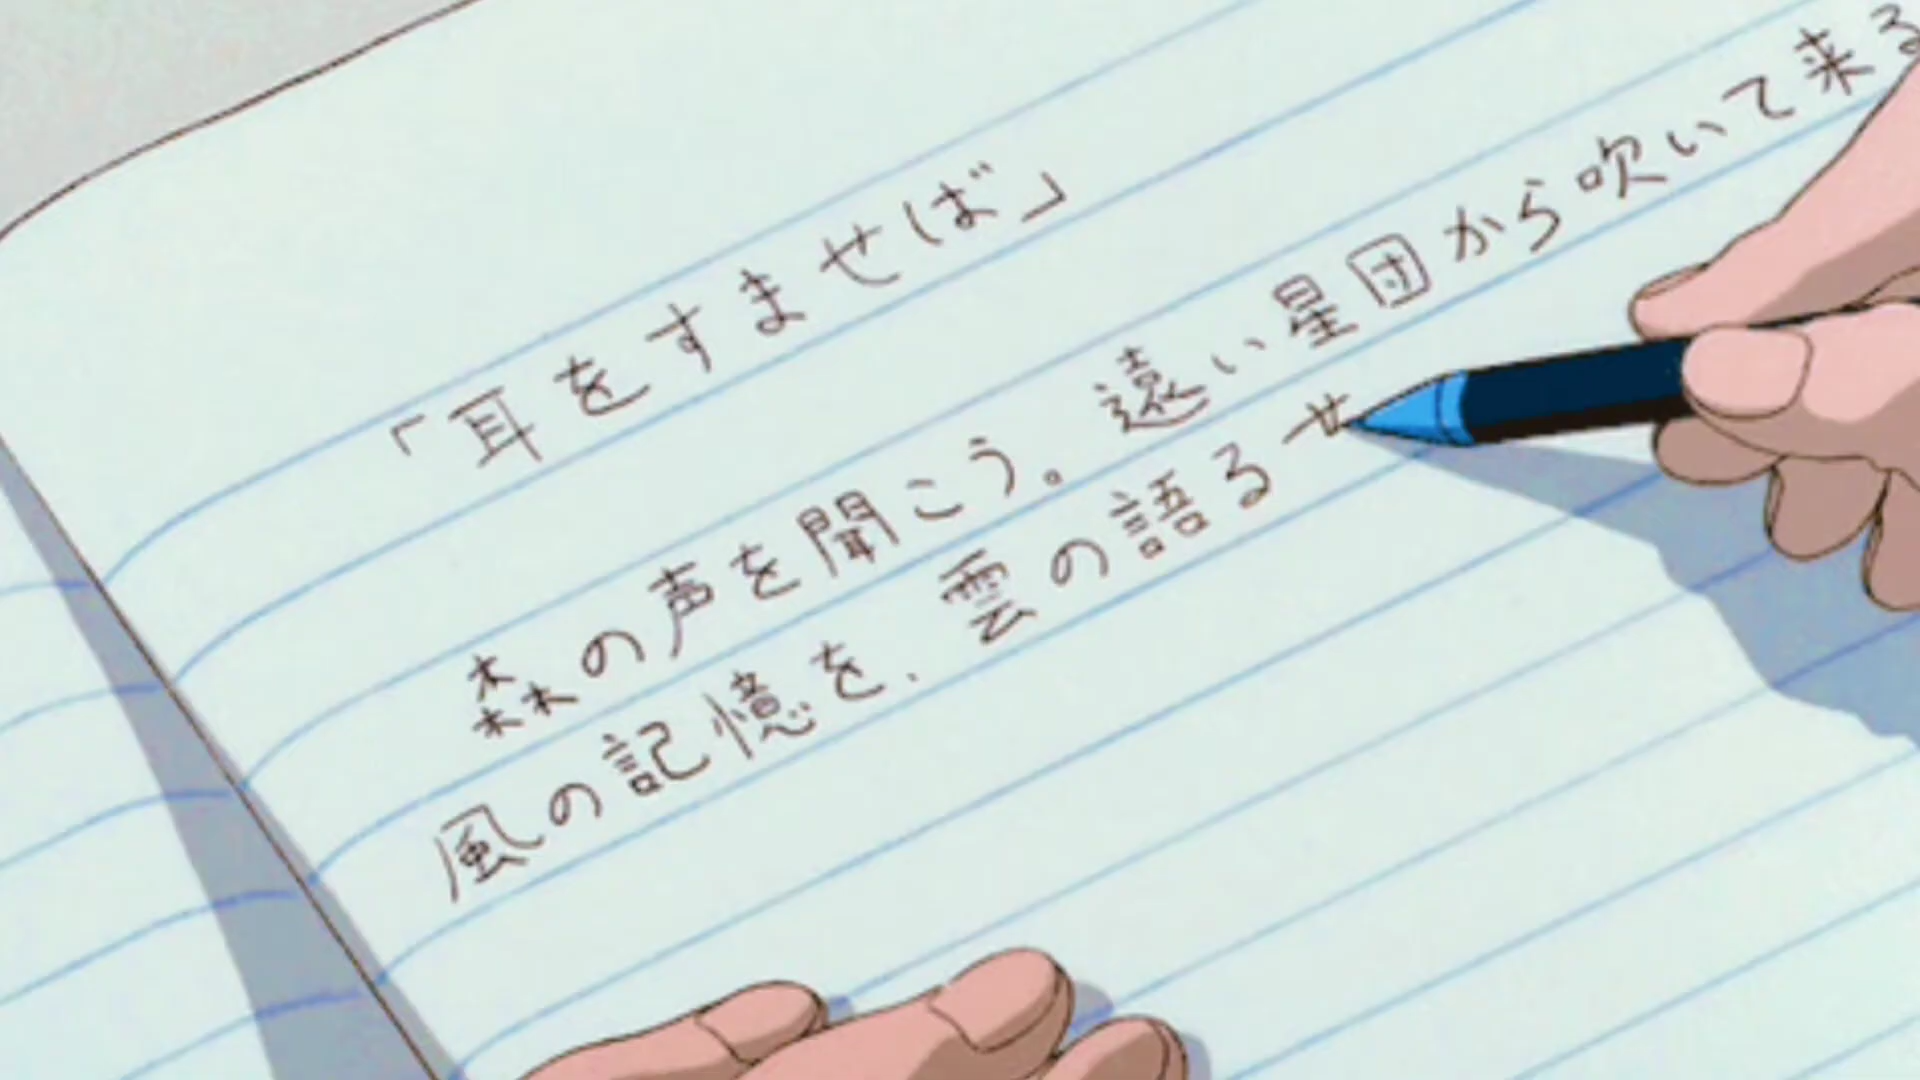 「耳をすませば」
森の声を聞こう。遠い星団から吹いて来る
風の記憶を、雲の語る